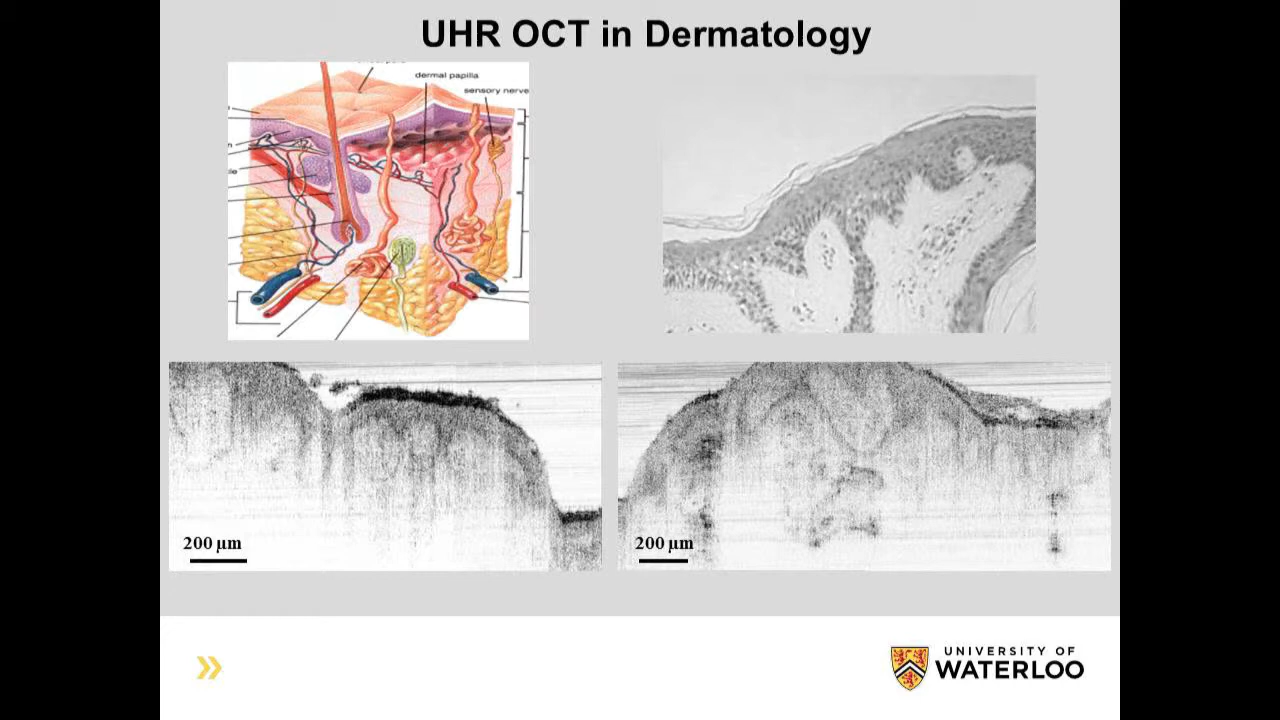 UHR OCT in Dermatology
dermal papilla
sensory nerve
200 µm
200 µm
UNIVERSITY OF
WATERLOO